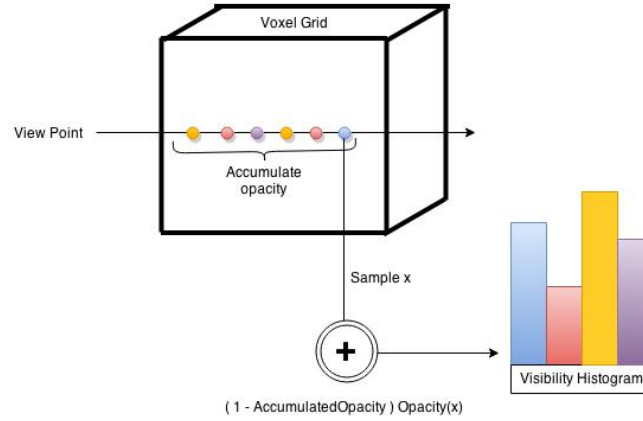 Voxel Grid
View Point
Accumulate
opacity
Sample x
+
Visibility Histogram
( 1 - AccumulatedOpacity ) Opacity(x)